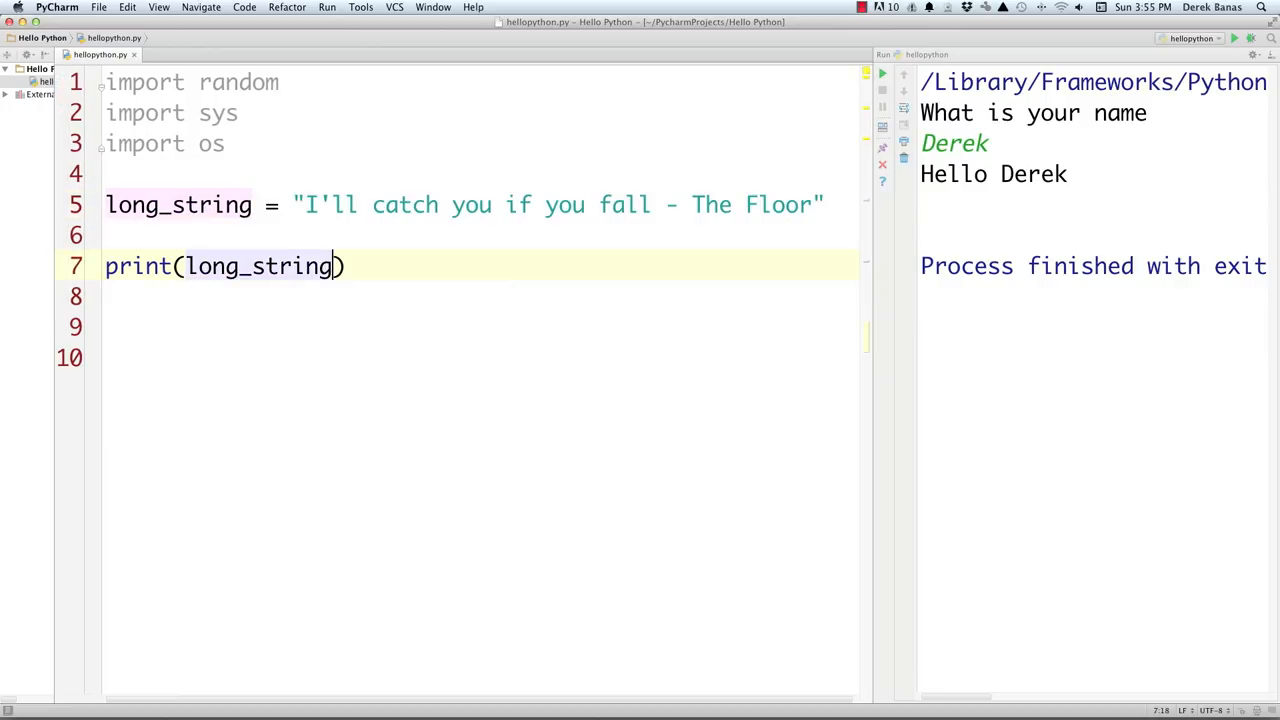 PyCharm File Edit View Navigate Code Refactor Run Tools VCS Window Help 10 Sun 3:55 PM Derek Banas
hellopython.py – Hello Python – [~/PycharmProjects/Hello Python]
Hello Python hellopython.py hellopython
hellopython.py Run hellopython
Hello P
hell
Externa
1 import random
2 import sys
3 import os
4
5 long_string = "I'll catch you if you fall - The Floor"
6
7 print(long_string)
8
9
10
/Library/Frameworks/Python
What is your name
Derek
Hello Derek
Process finished with exit
7:18 LF UTF-8